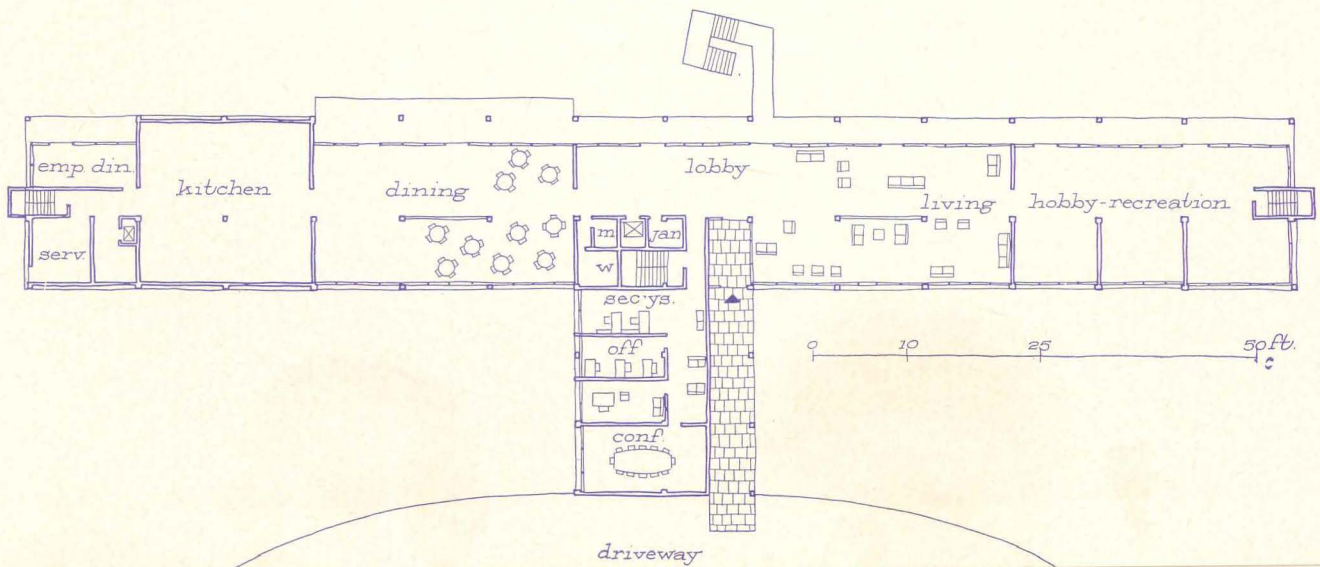 emp din.
kitchen
dining
lobby
living
hobby-recreation
serv.
m
jan
w
sec'ys.
off
conf.
0 10 25 50 ft.
driveway